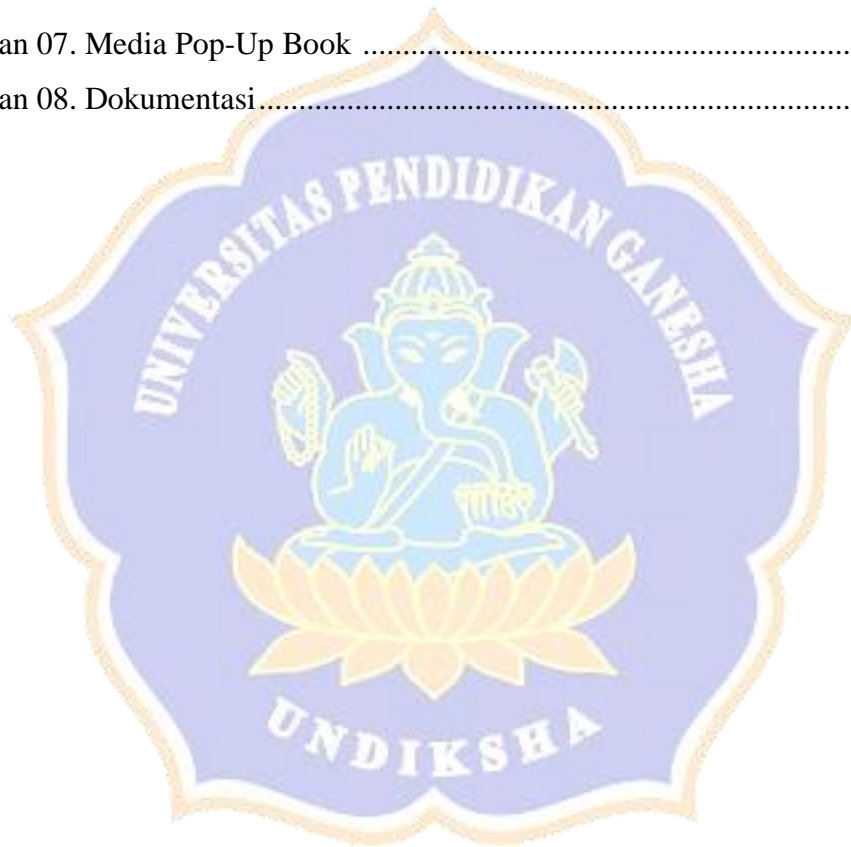 an 07. Media Pop-Up Book ........................................................................
an 08. Dokumentasi......................................................................................
UNIVERSITAS PENDIDIKAN GANESHA
UNDIKSHA